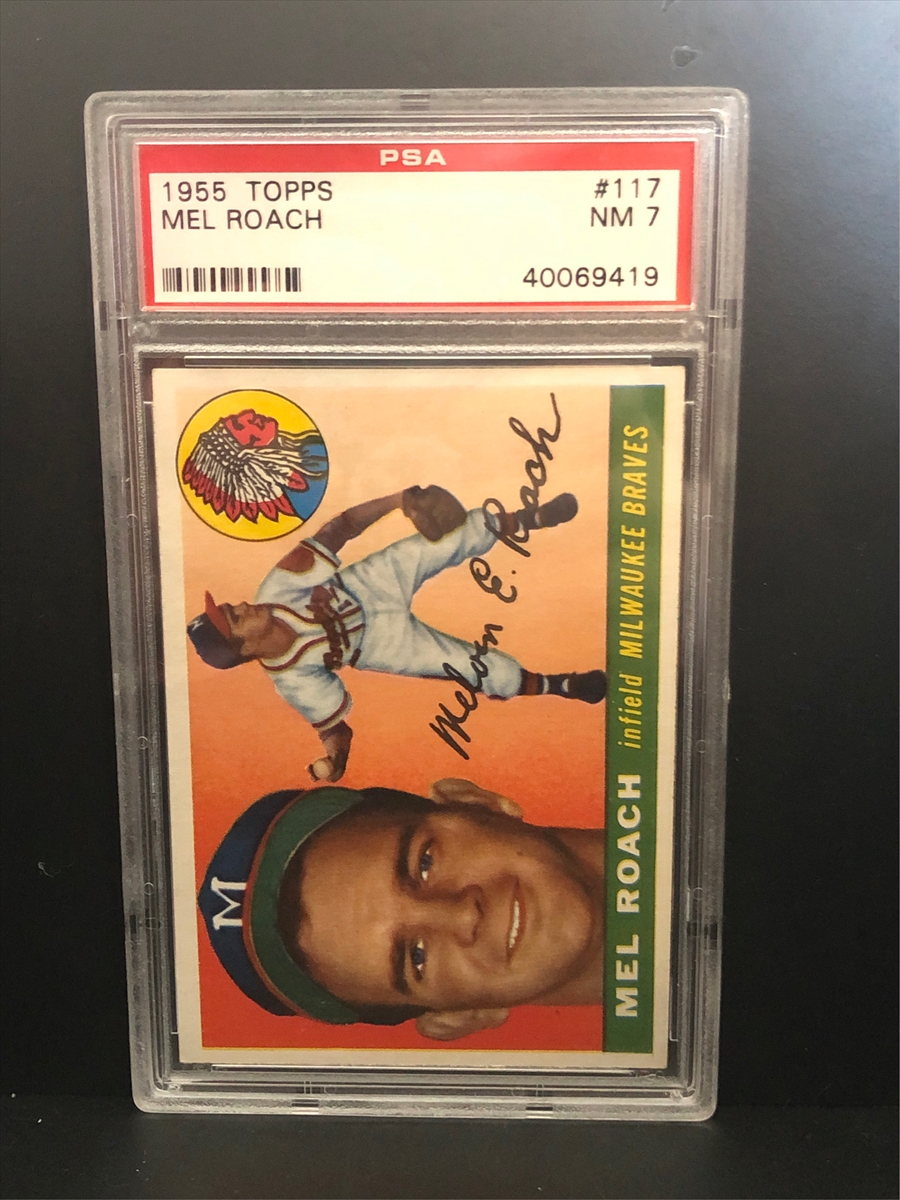 PSA
1955 TOPPS #117
MEL ROACH NM 7
40069419
M
Melvin E. Roach
MEL ROACH infield MILWAUKEE BRAVES